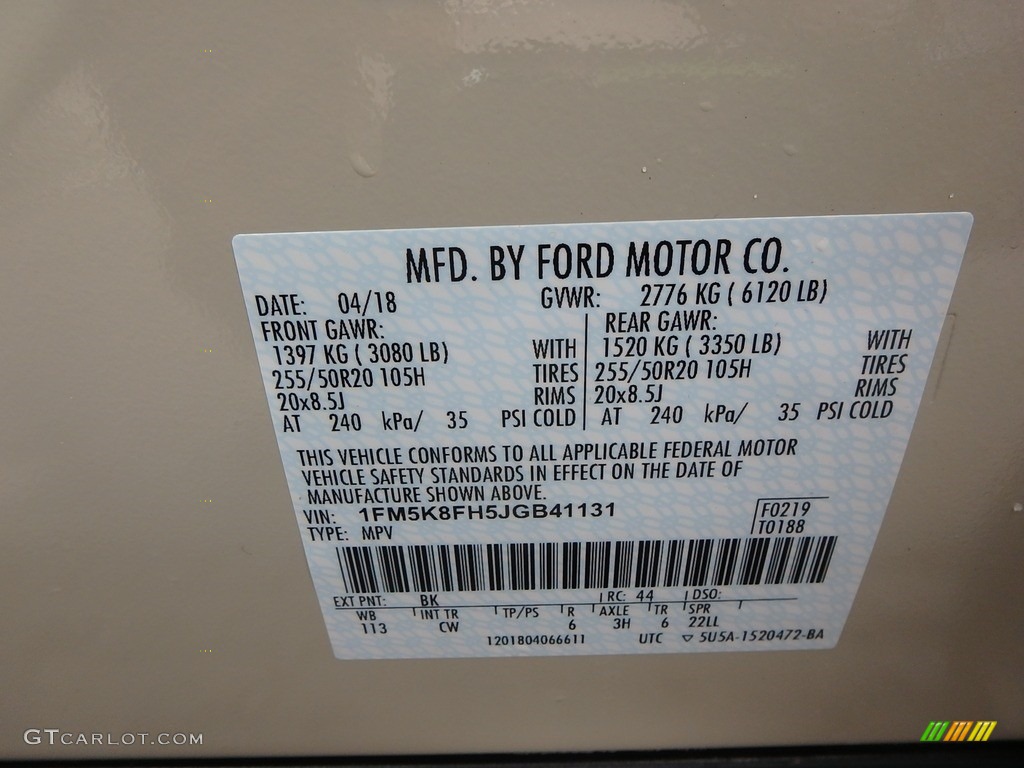 MFD. BY FORD MOTOR CO.
DATE: 04/18 GVWR: 2776 KG ( 6120 LB)
FRONT GAWR: REAR GAWR:
1397 KG ( 3080 LB) WITH 1520 KG ( 3350 LB) WITH
255/50R20 105H TIRES 255/50R20 105H TIRES
20x8.5J RIMS 20x8.5J RIMS
AT 240 kPa/ 35 PSI COLD AT 240 kPa/ 35 PSI COLD
THIS VEHICLE CONFORMS TO ALL APPLICABLE FEDERAL MOTOR
VEHICLE SAFETY STANDARDS IN EFFECT ON THE DATE OF
MANUFACTURE SHOWN ABOVE.
VIN: 1FM5K8FH5JGB41131 F0219
TYPE: MPV T0188
EXT PNT: BK RC: 44 DSO:
WB INT TR TP/PS R AXLE TR SPR
113 CW 6 3H 6 22LL
1201804066611 UTC ▽ 5U5A-1520472-BA
GTCARLOT.COM